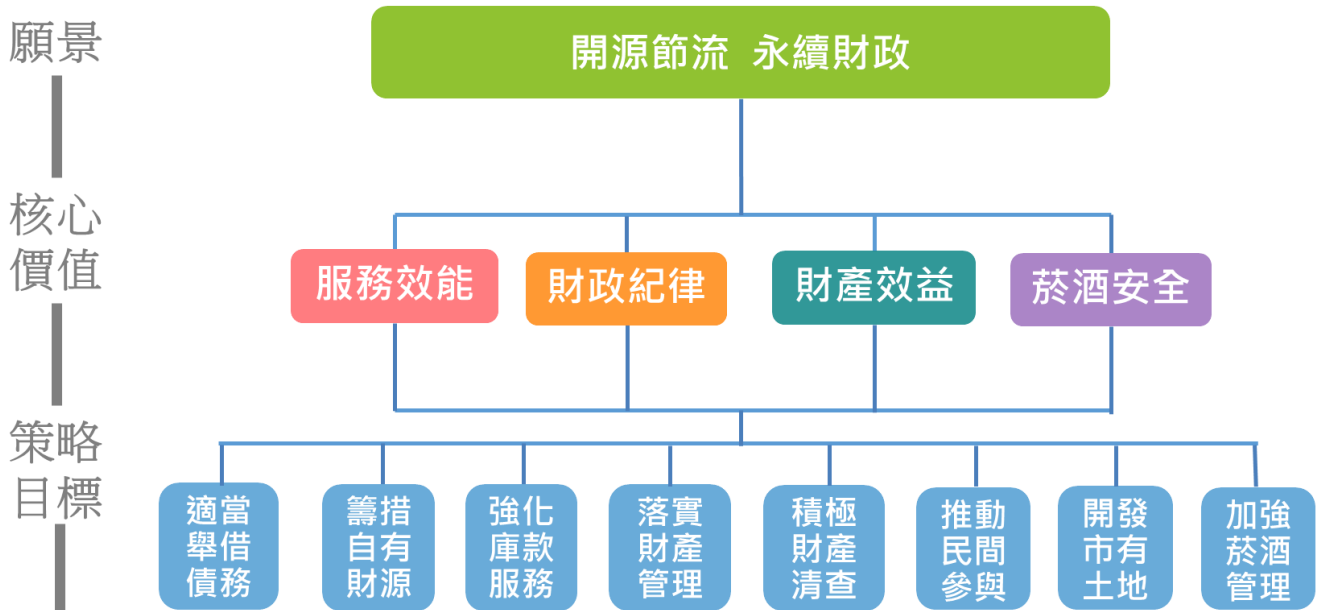 願景
開源節流 永續財政
核心
價值
服務效能
財政紀律
財產效益
菸酒安全
策略
目標
適當
舉借
債務
籌措
自有
財源
強化
庫款
服務
落實
財產
管理
積極
財產
清查
推動
民間
參與
開發
市有
土地
加強
菸酒
管理